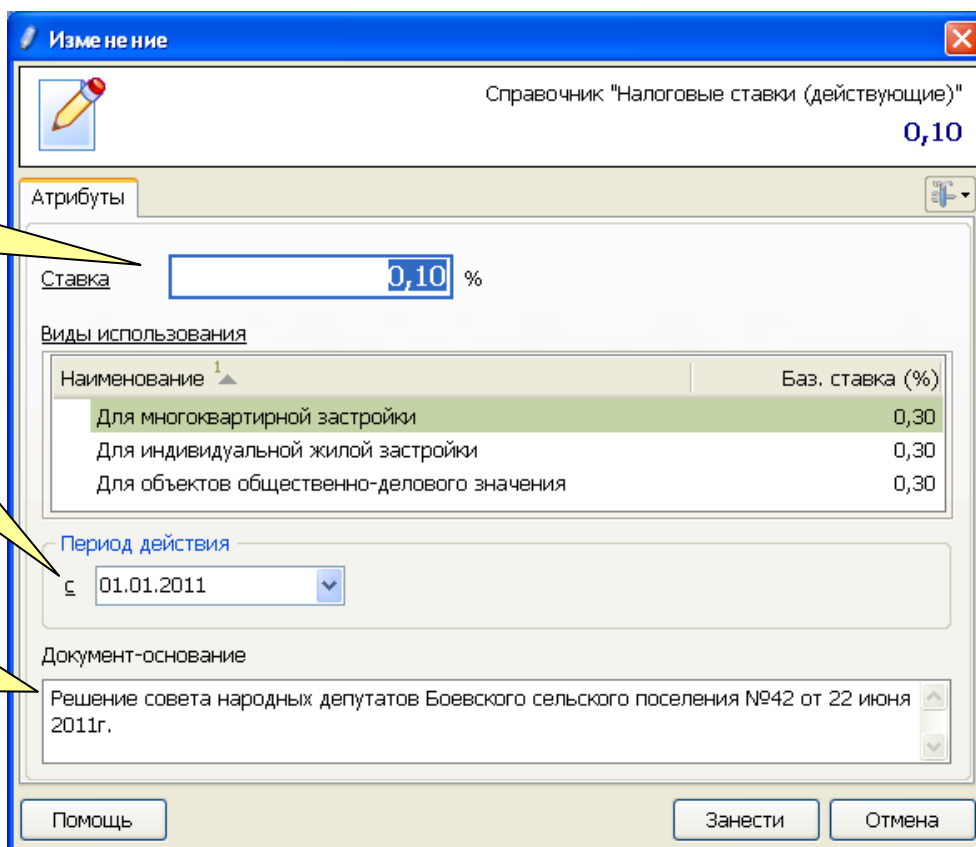 Изменение
Справочник "Налоговые ставки (действующие)"
0,10
Атрибуты
Ставка 0,10 %
Виды использования
Наименование 1 Баз. ставка (%)
Для многоквартирной застройки 0,30
Для индивидуальной жилой застройки 0,30
Для объектов общественно-делового значения 0,30
Период действия
с 01.01.2011
Документ-основание
Решение совета народных депутатов Боевского сельского поселения №42 от 22 июня
2011г.
Помощь Занести Отмена